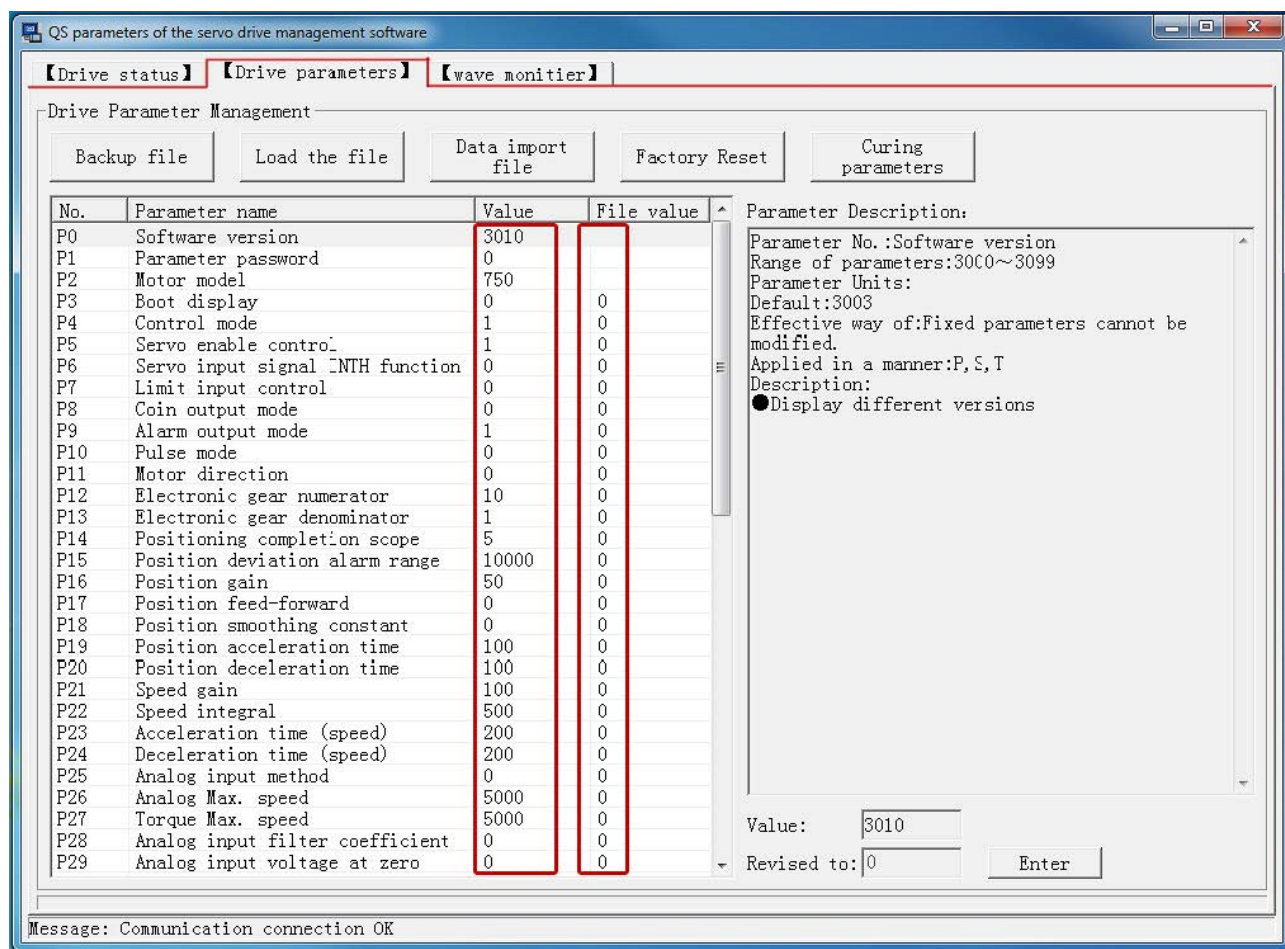 QS parameters of the servo drive management software
【Drive status】 【Drive parameters】 【wave monitier】
Drive Parameter Management
Backup file Load the file Data import file Factory Reset Curing parameters
No. Parameter name Value File value
P0 Software version 3010
P1 Parameter password 0
P2 Motor model 750
P3 Boot display 0 0
P4 Control mode 1 0
P5 Servo enable control 1 0
P6 Servo input signal INTH function 0 0
P7 Limit input control 0 0
P8 Coin output mode 0 0
P9 Alarm output mode 1 0
P10 Pulse mode 0 0
P11 Motor direction 0 0
P12 Electronic gear numerator 10 0
P13 Electronic gear denominator 1 0
P14 Positioning completion scope 5 0
P15 Position deviation alarm range 10000 0
P16 Position gain 50 0
P17 Position feed-forward 0 0
P18 Position smoothing constant 0 0
P19 Position acceleration time 100 0
P20 Position deceleration time 100 0
P21 Speed gain 100 0
P22 Speed integral 500 0
P23 Acceleration time (speed) 200 0
P24 Deceleration time (speed) 200 0
P25 Analog input method 0 0
P26 Analog Max. speed 5000 0
P27 Torque Max. speed 5000 0
P28 Analog input filter coefficient 0 0
P29 Analog input voltage at zero 0 0
Parameter Description:
Parameter No.:Software version
Range of parameters:3000～3099
Parameter Units:
Default:3003
Effective way of:Fixed parameters cannot be
modified.
Applied in a manner:P,S,T
Description:
●Display different versions
Value: 3010
Revised to: 0 Enter
Message: Communication connection OK